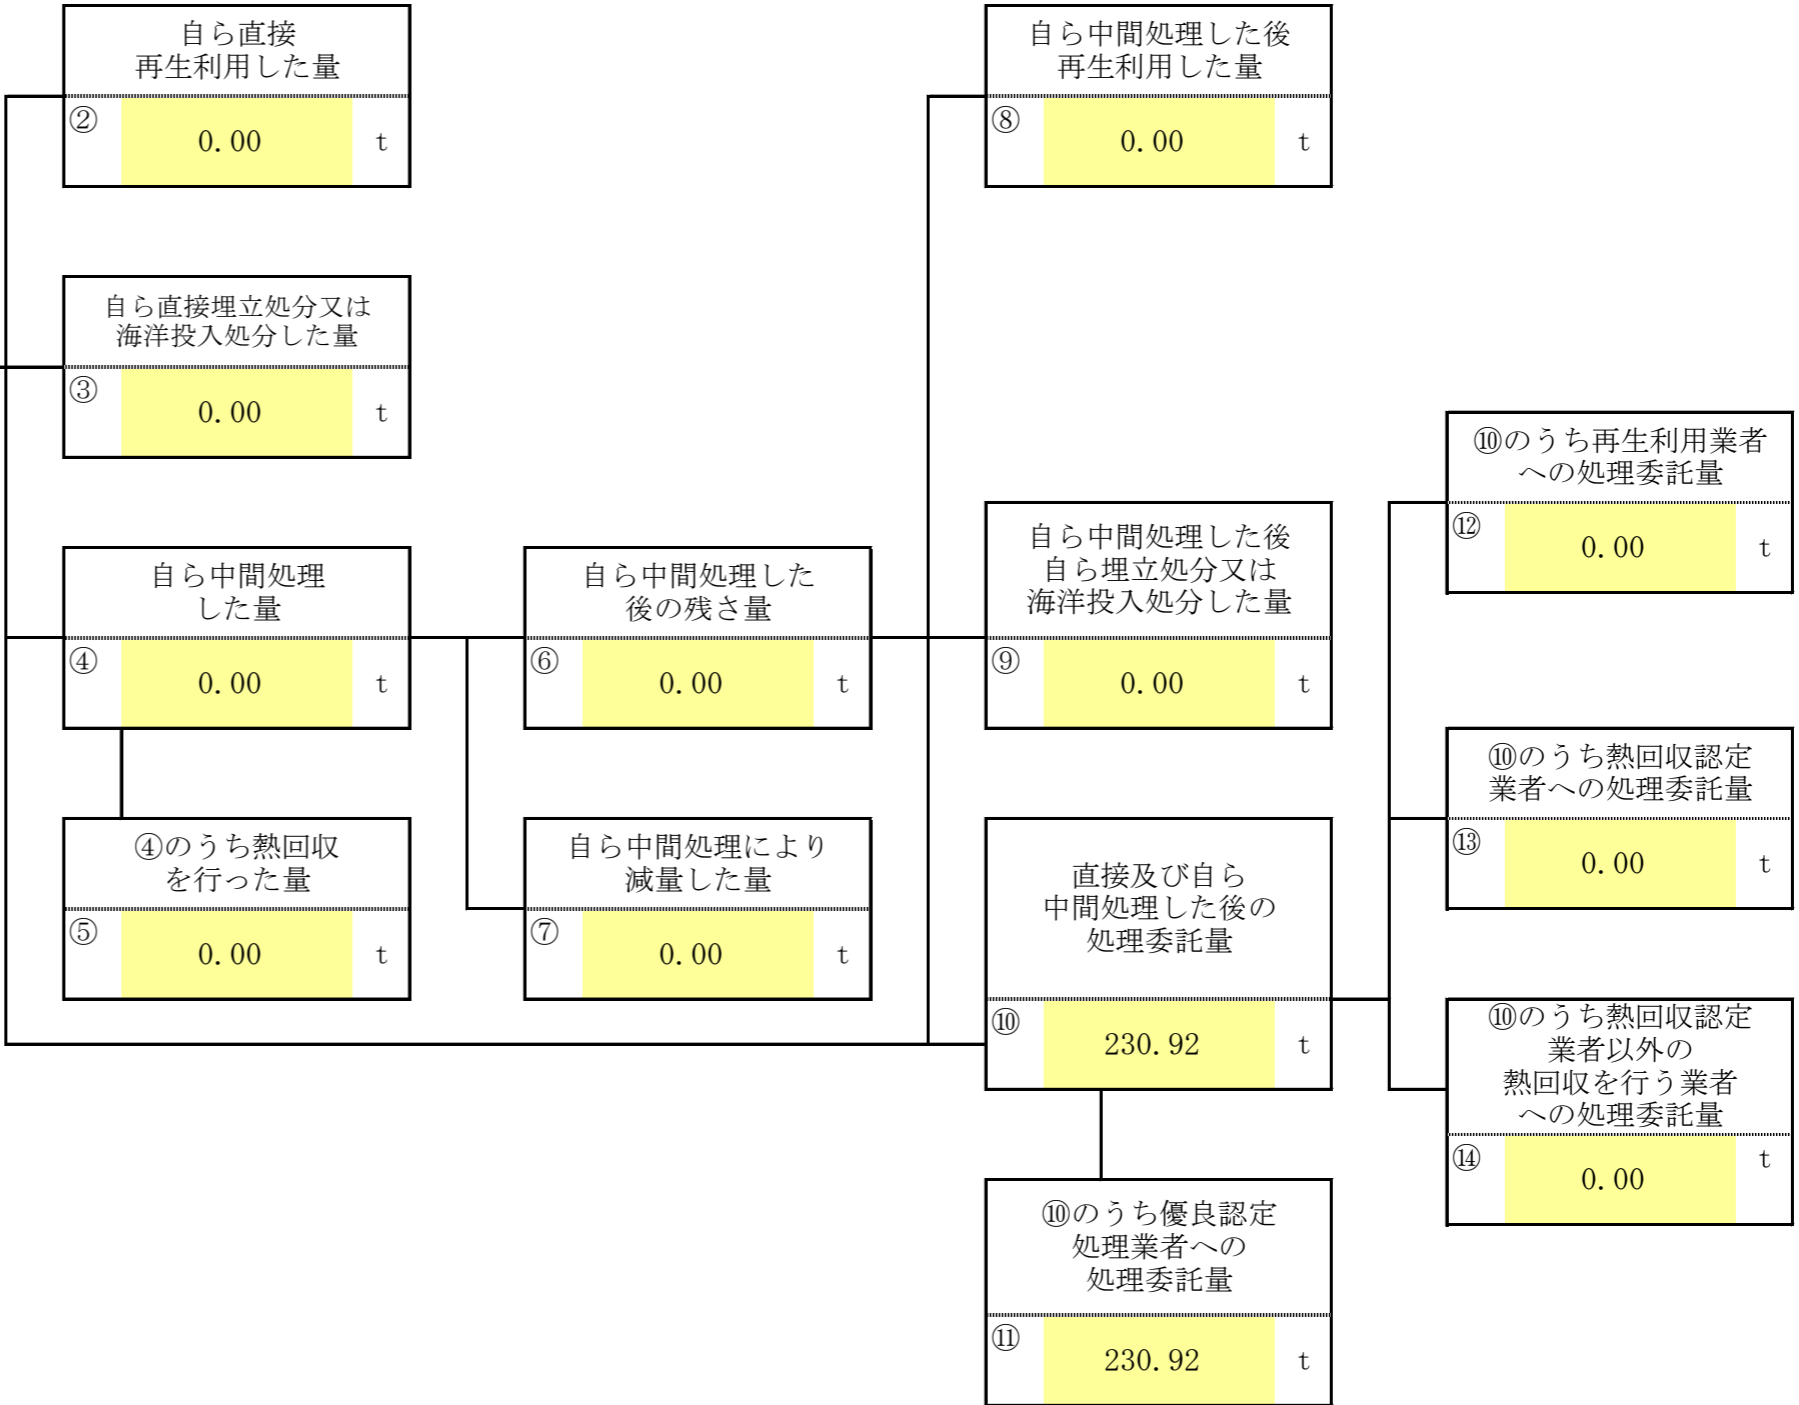 自ら直接
再生利用した量
②
0.00
t
自ら中間処理した後
再生利用した量
⑧
0.00
t
自ら直接埋立処分又は
海洋投入処分した量
③
0.00
t
⑩のうち再生利用業者
への処理委託量
⑫
0.00
t
自ら中間処理
した量
④
0.00
t
自ら中間処理した
後の残さ量
⑥
0.00
t
自ら中間処理した後
自ら埋立処分又は
海洋投入処分した量
⑨
0.00
t
⑩のうち熱回収認定
業者への処理委託量
⑬
0.00
t
④のうち熱回収
を行った量
⑤
0.00
t
自ら中間処理により
減量した量
⑦
0.00
t
直接及び自ら
中間処理した後の
処理委託量
⑩
230.92
t
⑩のうち熱回収認定
業者以外の
熱回収を行う業者
への処理委託量
⑭
0.00
t
⑩のうち優良認定
処理業者への
処理委託量
⑪
230.92
t